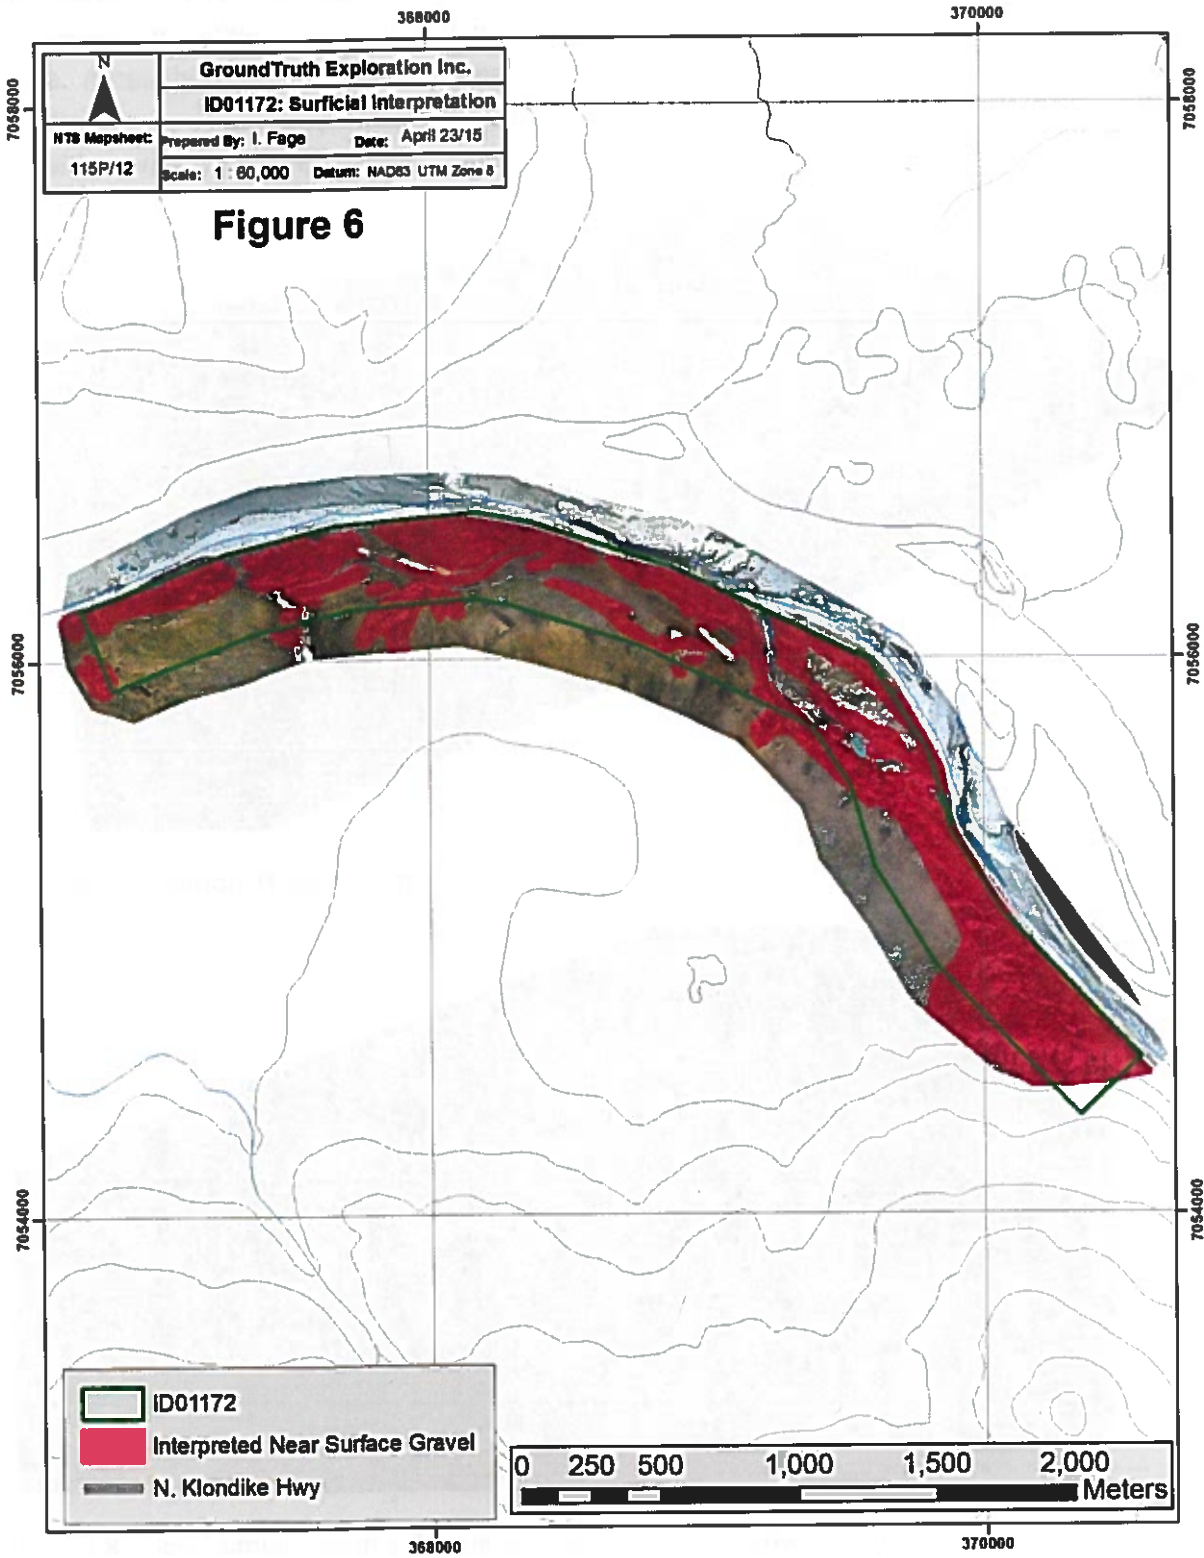 368000
370000
N
GroundTruth Exploration Inc.
ID01172: Surficial Interpretation
NTS Mapsheet:
115P/12
Prepared By: I. Fage Date: April 23/15
Scale: 1 : 60,000 Datum: NAD83 UTM Zone 8
Figure 6
7058000
7058000
7056000
7056000
7054000
7054000
ID01172
Interpreted Near Surface Gravel
N. Klondike Hwy
0 250 500 1,000 1,500 2,000
Meters
368000
370000